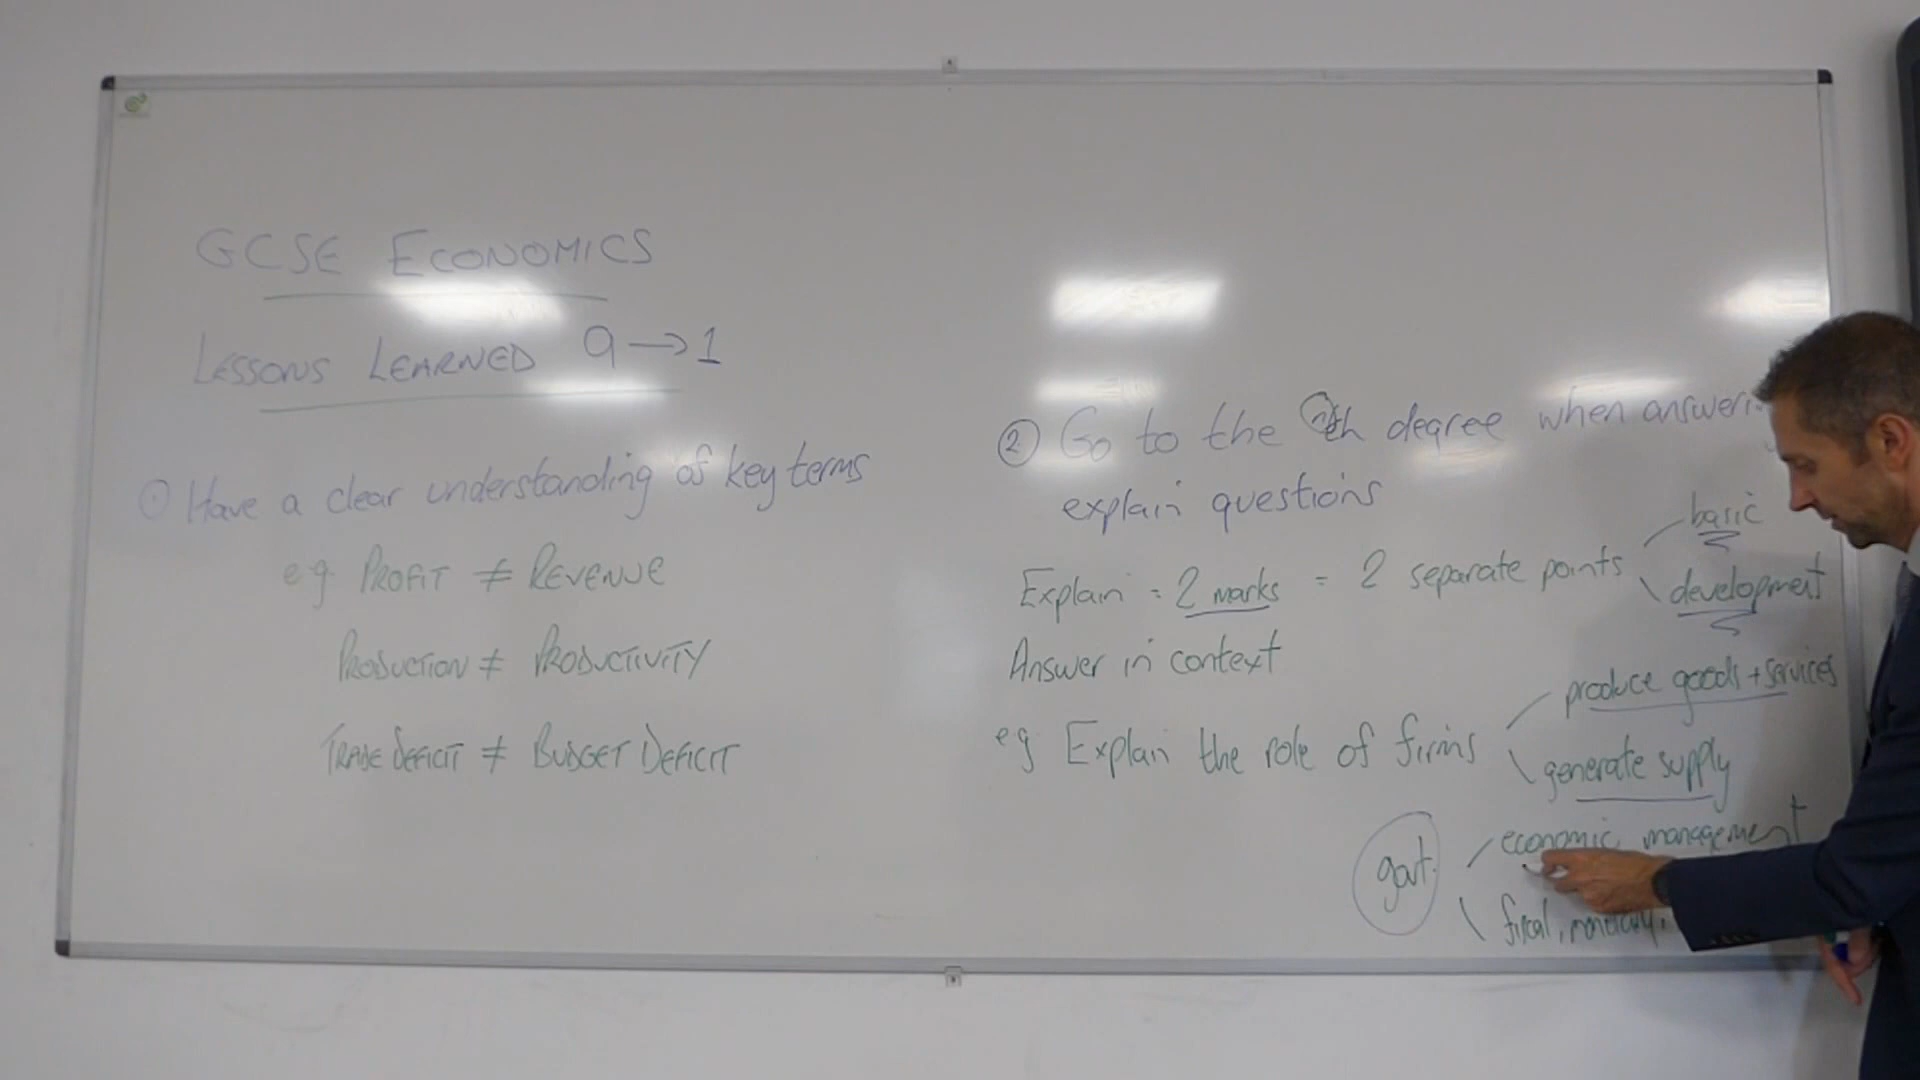 GCSE ECONOMICS
LESSONS LEARNED 9→1
① Have a clear understanding of key terms
eg PROFIT ≠ REVENUE
PRODUCTION ≠ PRODUCTIVITY
TRADE DEFICIT ≠ BUDGET DEFICIT
② Go to the nth degree when
explain questions
basic
Explain = 2 marks = 2 separate points
development
Answer in context
produce goods + services
eg Explain the role of firms
generate supply
economic management
govt.
fiscal, monetary,